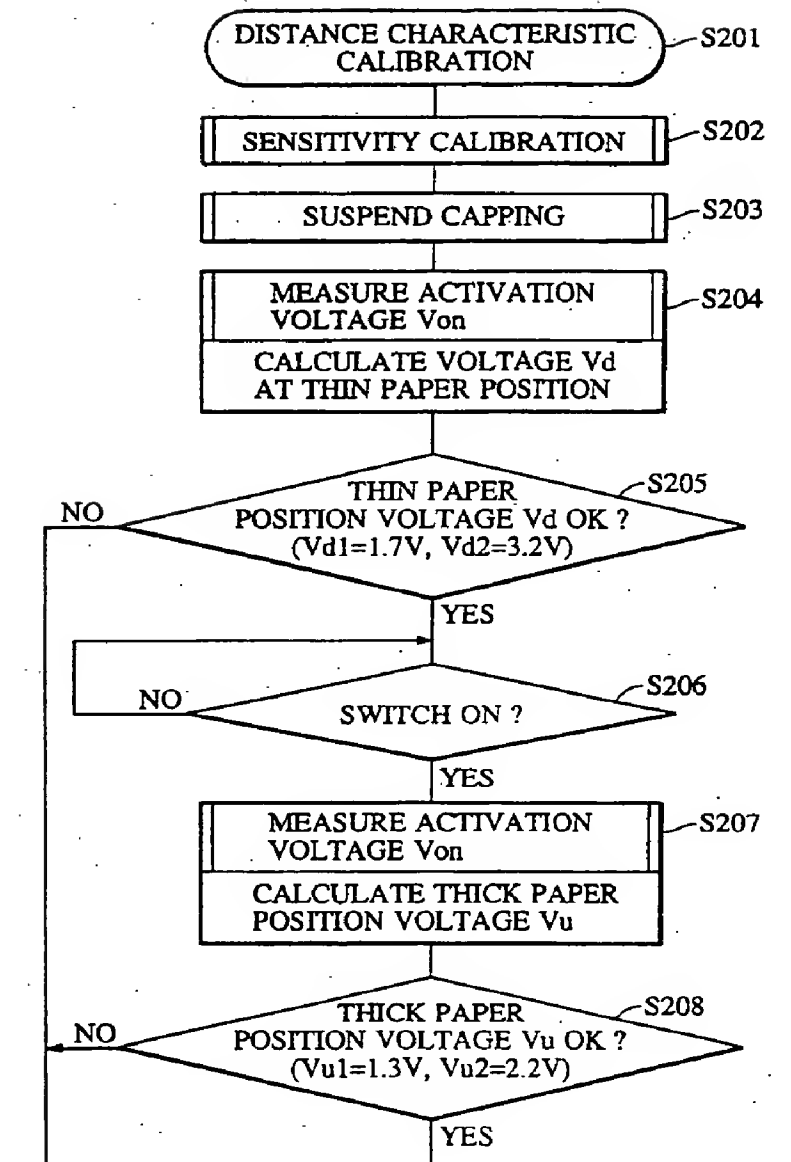 DISTANCE CHARACTERISTIC
CALIBRATION
S201
SENSITIVITY CALIBRATION
S202
SUSPEND CAPPING
S203
MEASURE ACTIVATION
VOLTAGE Von
S204
CALCULATE VOLTAGE Vd
AT THIN PAPER POSITION
THIN PAPER
POSITION VOLTAGE Vd OK ?
(Vd1=1.7V, Vd2=3.2V)
S205
NO
YES
SWITCH ON ?
S206
NO
YES
MEASURE ACTIVATION
VOLTAGE Von
S207
CALCULATE THICK PAPER
POSITION VOLTAGE Vu
THICK PAPER
POSITION VOLTAGE Vu OK ?
(Vu1=1.3V, Vu2=2.2V)
S208
NO
YES